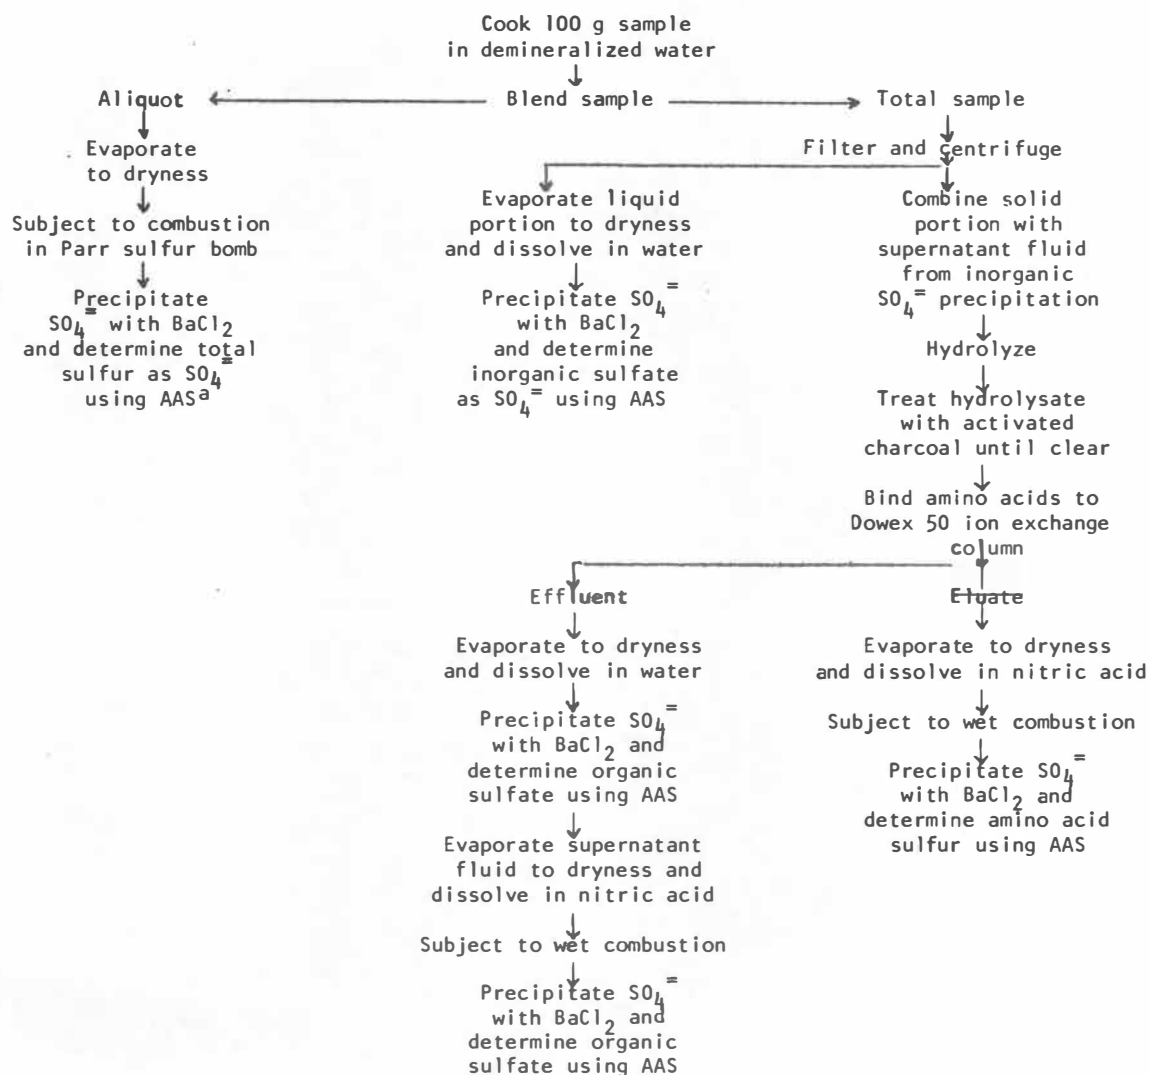 Cook 100 g sample
in demineralized water
Aliquot
Blend sample
Total sample
Evaporate
to dryness
Subject to combustion
in Parr sulfur bomb
Precipitate
SO4= with BaCl2
and determine total
sulfur as SO4=
using AASa
Filter and centrifuge
Evaporate liquid
portion to dryness
and dissolve in water
Precipitate SO4=
with BaCl2
and determine
inorganic sulfate
as SO4= using AAS
Combine solid
portion with
supernatant fluid
from inorganic
SO4= precipitation
Hydrolyze
Treat hydrolysate
with activated
charcoal until clear
Bind amino acids to
Dowex 50 ion exchange
column
Effluent
Evaporate to dryness
and dissolve in water
Precipitate SO4=
with BaCl2 and
determine organic
sulfate using AAS
Evaporate supernatant
fluid to dryness and
dissolve in nitric acid
Subject to wet combustion
Precipitate SO4=
with BaCl2 and
determine organic
sulfate using AAS
Eluate
Evaporate to dryness
and dissolve in nitric acid
Subject to wet combustion
Precipitate SO4=
with BaCl2 and
determine amino acid
sulfur using AAS